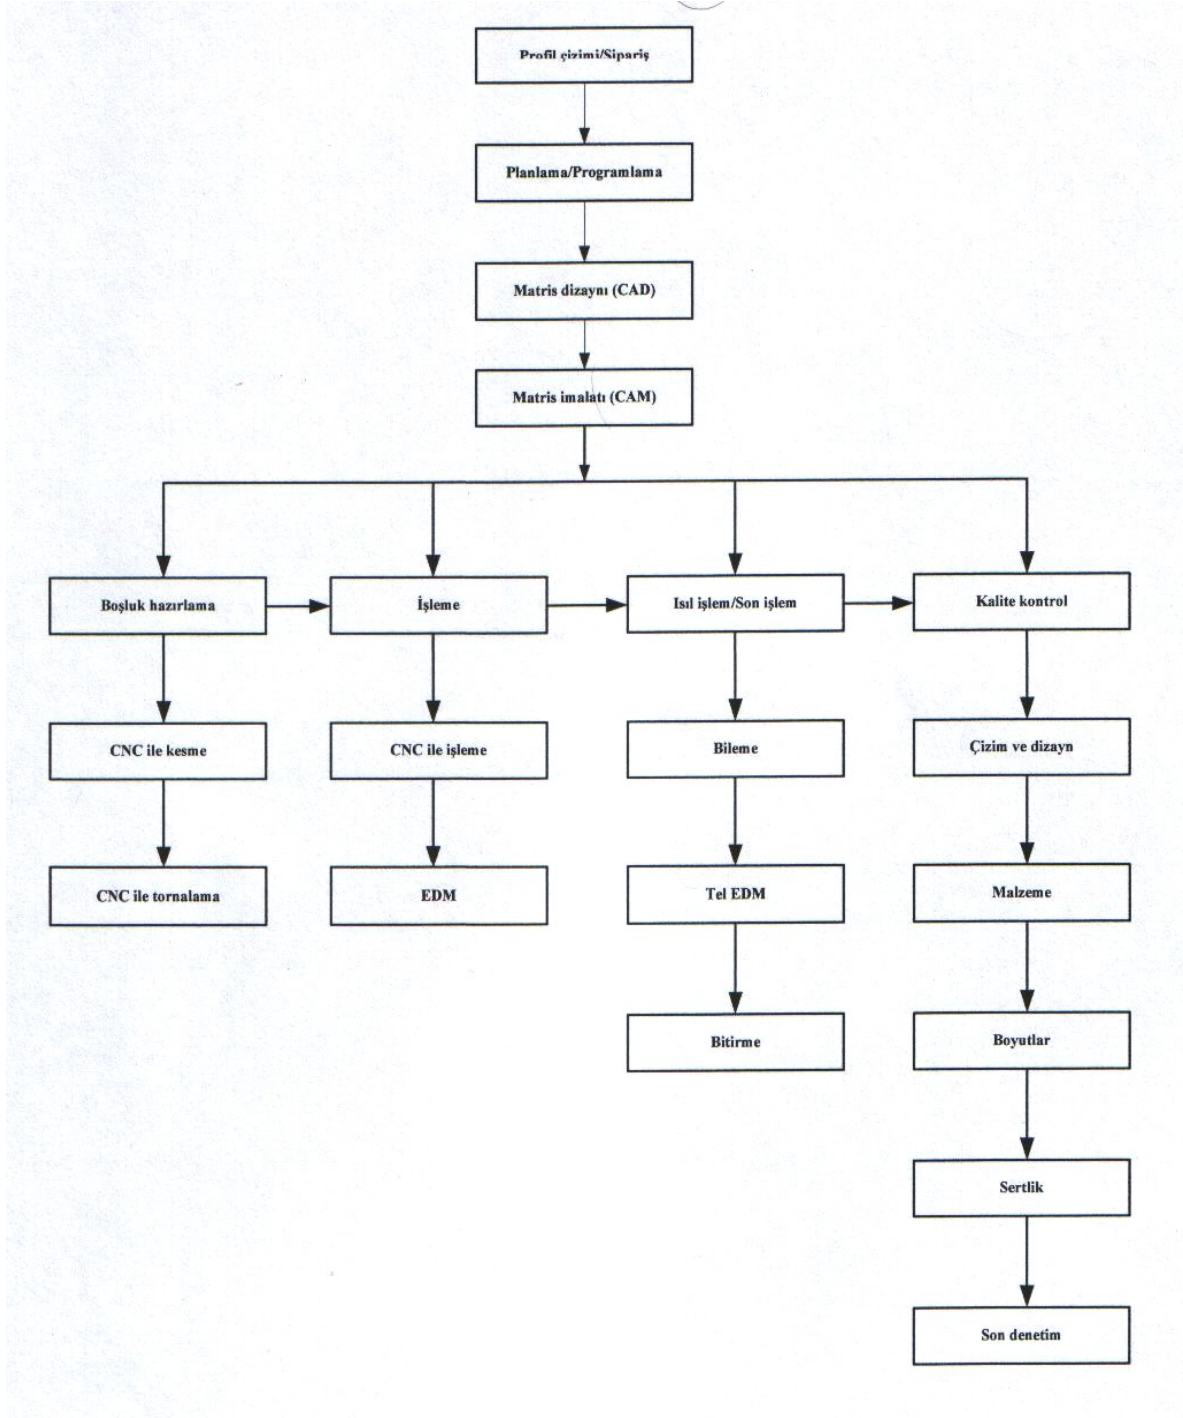 Profil çizimi/Sipariş
Planlama/Programlama
Matris dizaynı (CAD)
Matris imalatı (CAM)
Boşluk hazırlama
İşleme
Isıl işlem/Son işlem
Kalite kontrol
CNC ile kesme
CNC ile işleme
Bileme
Çizim ve dizayn
CNC ile tornalama
EDM
Tel EDM
Malzeme
Bitirme
Boyutlar
Sertlik
Son denetim